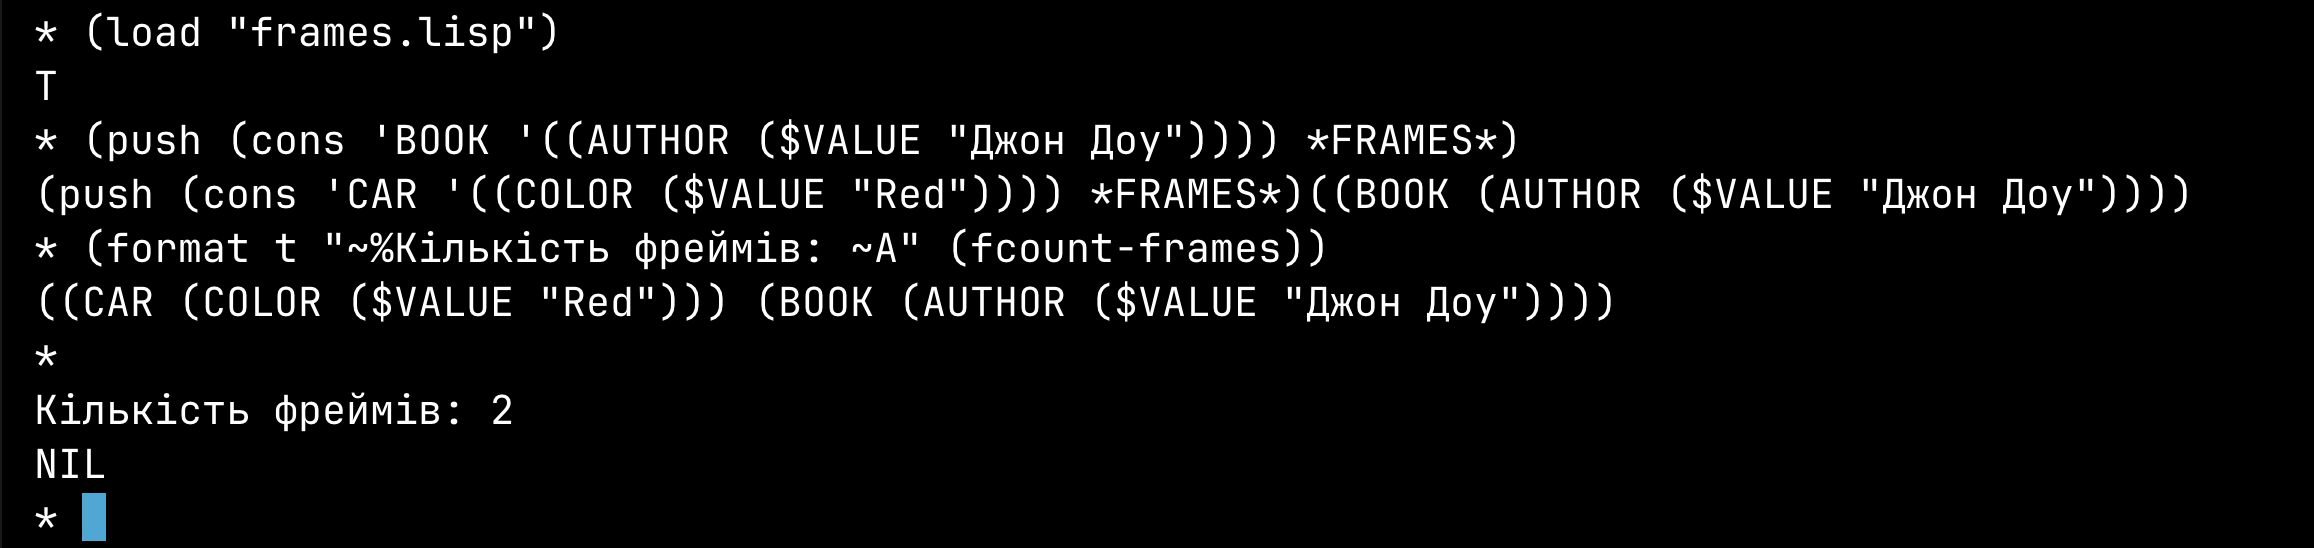 * (load "frames.lisp")
T
* (push (cons 'BOOK '((AUTHOR ($VALUE "Джон Доу")))) *FRAMES*)
(push (cons 'CAR '((COLOR ($VALUE "Red")))) *FRAMES*)((BOOK (AUTHOR ($VALUE "Джон Доу"))))
* (format t "~%Кількість фреймів: ~A" (fcount-frames))
((CAR (COLOR ($VALUE "Red"))) (BOOK (AUTHOR ($VALUE "Джон Доу"))))
*
Кількість фреймів: 2
NIL
*